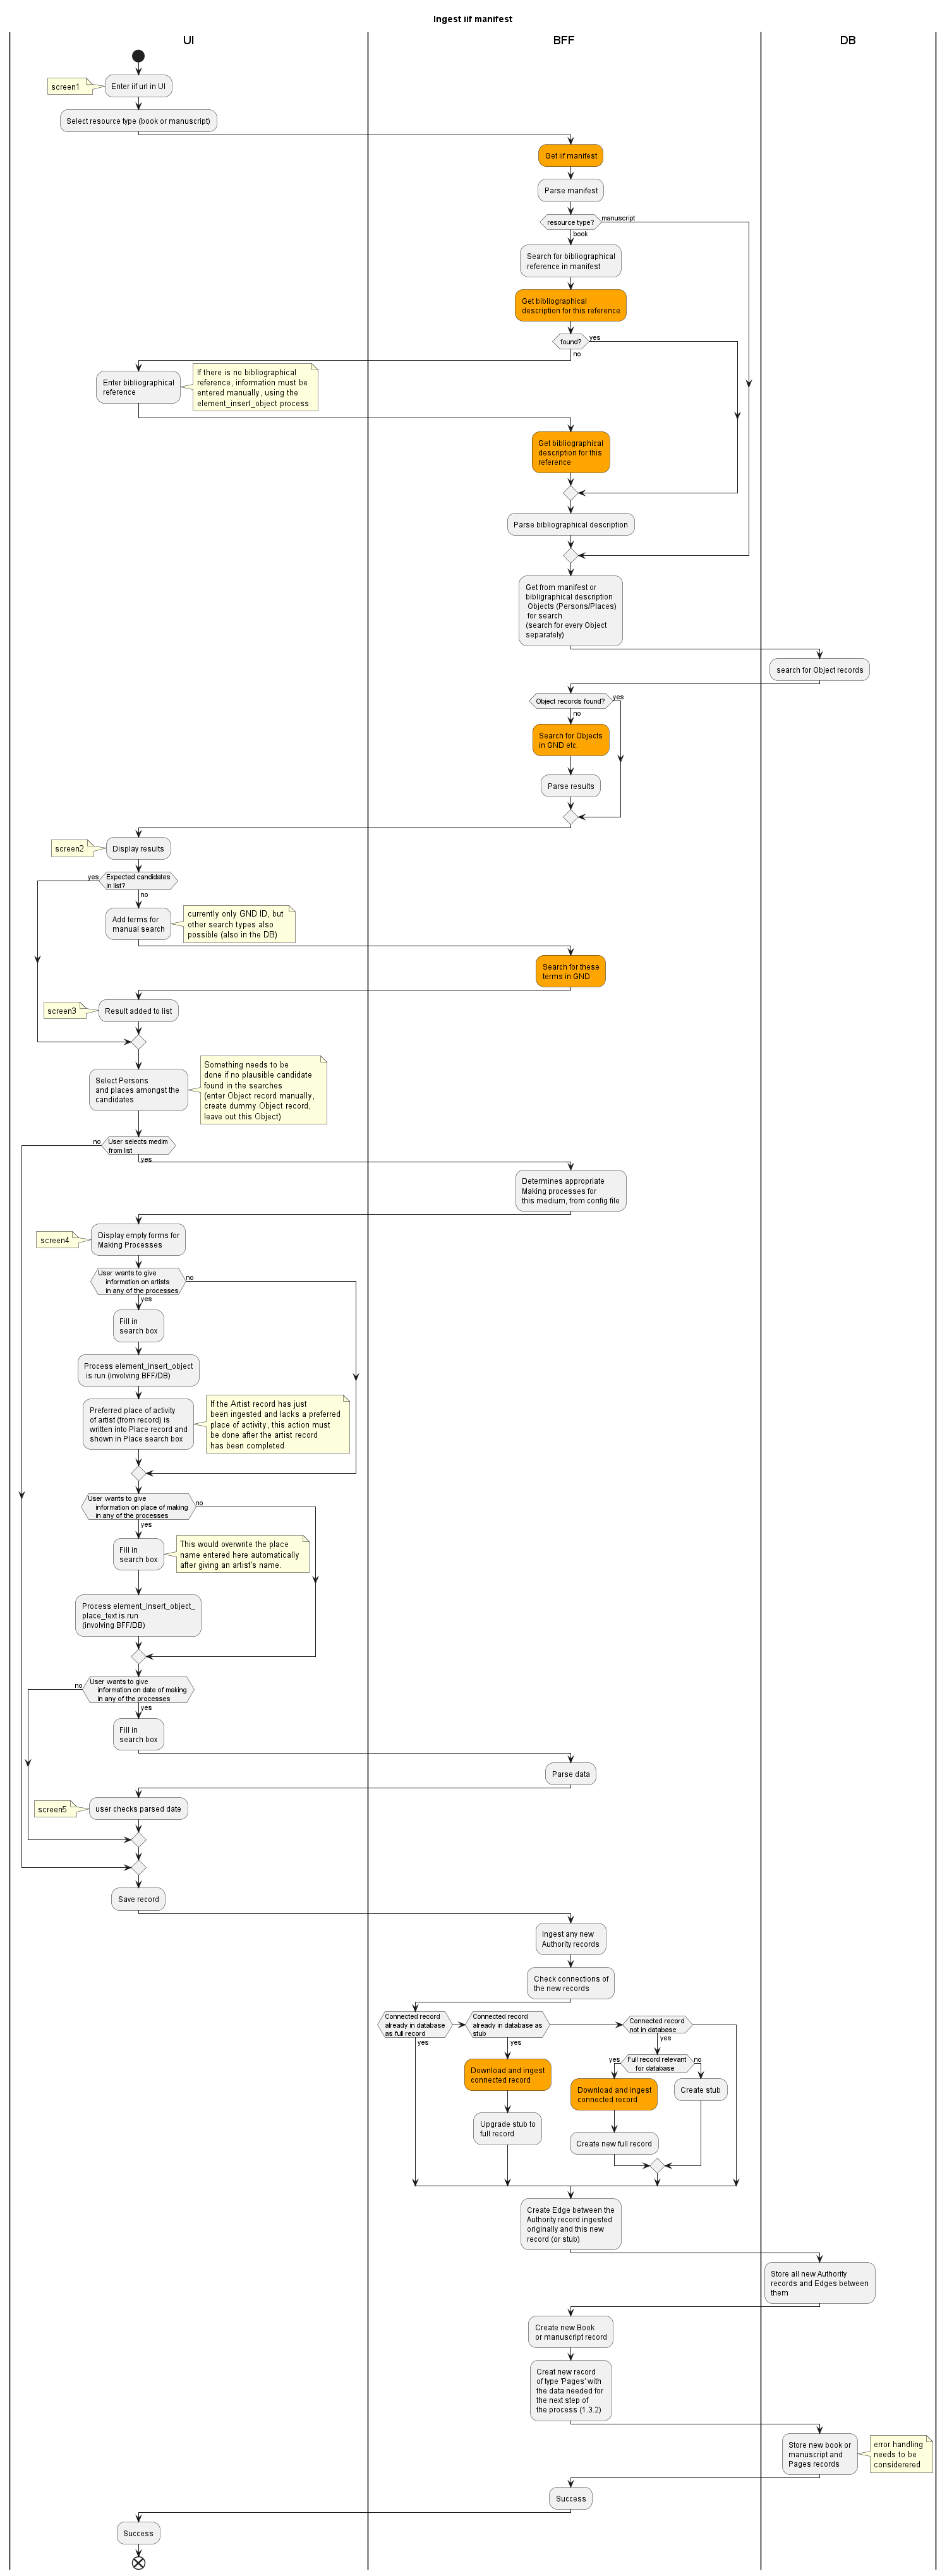 Ingest iif manifest
UI
BFF
DB
screen1
Enter iif url in UI
Select resource type (book or manuscript)
Get iif manifest
Parse manifest
resource type?
manuscript
book
Search for bibliographical
reference in manifest
Get bibliographical
description for this reference
found?
yes
no
Enter bibliographical
reference
If there is no bibliographical
reference, information must be
entered manually, using the
element_insert_object process
Get bibliographical
description for this
reference
Parse bibliographical description
Get from manifest or
bibligraphical description
Objects (Persons/Places)
for search
(search for every Object
separately)
search for Object records
Object records found?
yes
no
Search for Objects
in GND etc.
Parse results
screen2
Display results
yes
Expected candidates
in list?
no
Add terms for
manual search
currently only GND ID, but
other search types also
possible (also in the DB)
Search for these
terms in GND
screen3
Result added to list
Select Persons
and places amongst the
candidates
Something needs to be
done if no plausible candidate
found in the searches
(enter Object record manually,
create dummy Object record,
leave out this Object)
no
User selects medim
from list
yes
Determines appropriate
Making processes for
this medium, from config file
screen4
Display empty forms for
Making Processes
User wants to give
information on artists
in any of the processes
no
yes
Fill in
search box
Process element_insert_object
is run (involving BFF/DB)
Preferred place of activity
of artist (from record) is
written into Place record and
shown in Place search box
If the Artist record has just
been ingested and lacks a preferred
place of activity, this action must
be done after the artist record
has been completed
User wants to give
information on place of making
in any of the processes
no
yes
Fill in
search box
This would overwrite the place
name entered here automatically
after giving an artist's name.
Process element_insert_object_
place_text is run
(involving BFF/DB)
no
User wants to give
information on date of making
in any of the processes
yes
Fill in
search box
Parse data
screen5
user checks parsed date
Save record
Ingest any new
Authority records
Check connections of
the new records
Connected record
already in database
as full record
yes
Connected record
already in database as
stub
yes
Connected record
not in database
yes
Download and ingest
connected record
Upgrade stub to
full record
yes
Full record relevant
for database
no
Download and ingest
connected record
Create new full record
Create stub
Create Edge between the
Authority record ingested
originally and this new
record (or stub)
Store all new Authority
records and Edges between
them
Create new Book
or manuscript record
Creat new record
of type 'Pages' with
the data needed for
the next step of
the process (1.3.2)
Store new book or
manuscript and
Pages records
error handling
needs to be
considerered
Success
Success